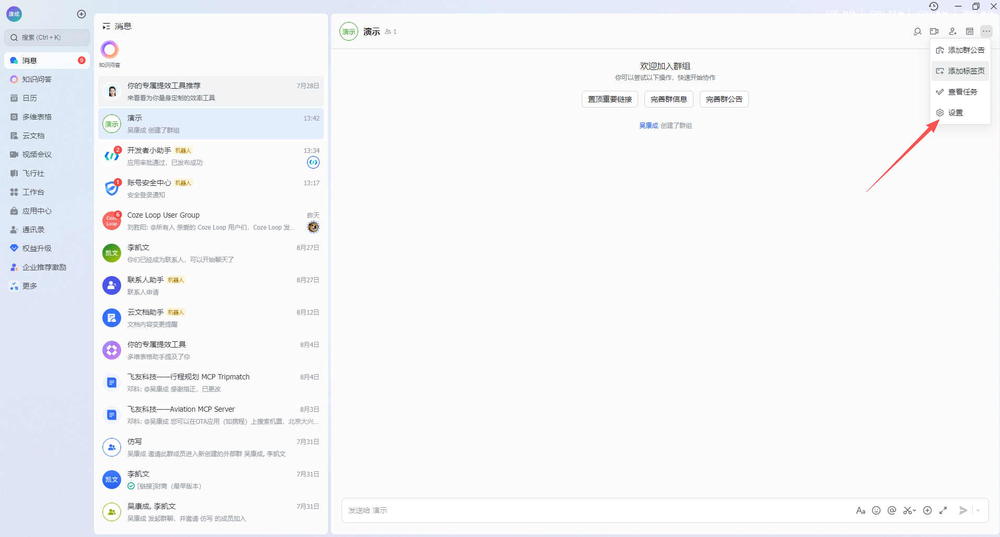 康成
搜索 (Ctrl + K)
消息
9
知识问答
日历
多维表格
云文档
视频会议
飞行社
工作台
应用中心
通讯录
权益升级
企业推荐激励
更多
消息
知识问答
你的专属提效工具推荐
7月28日
来看看为你量身定制的效率工具
演示
演示
13:42
吴康成 创建了群组
2
开发者小助手 机器人
13:34
应用审批通过，已发布成功
1
账号安全中心 机器人
13:17
安全登录通知
6
Coze Loop
Coze Loop User Group
昨天
刘胜阳: @所有人 亲爱的 Coze Loop 用户们，Coze Loop 发...
凯文
李凯文
8月27日
你们已经成为联系人，可以开始聊天了
联系人助手 机器人
8月27日
联系人申请
云文档助手 机器人
8月12日
文档内容变更提醒
你的专属提效工具
8月4日
多维表格助手提及了你
飞友科技——行程规划 MCP Tripmatch
8月4日
邓科: @吴康成 感谢指正，已更改
飞友科技——Aviation MCP Server
8月3日
邓科: @吴康成 您可以在OTA应用（如携程）上搜索机票，北京大兴...
仿写
7月31日
吴康成 邀请此群成员进入新创建的外部群 吴康成, 李凯文
凯文
李凯文
7月31日
[链接]财商（最早版本）
吴康成, 李凯文
7月31日
吴康成 发起群聊，并邀请 仿写 的成员加入
演示
演示
1
29
添加群公告
添加标签页
查看任务
设置
欢迎加入群组
你可以尝试以下操作，快速开始协作
置顶重要链接
完善群信息
完善群公告
吴康成 创建了群组
发送给 演示
Aa